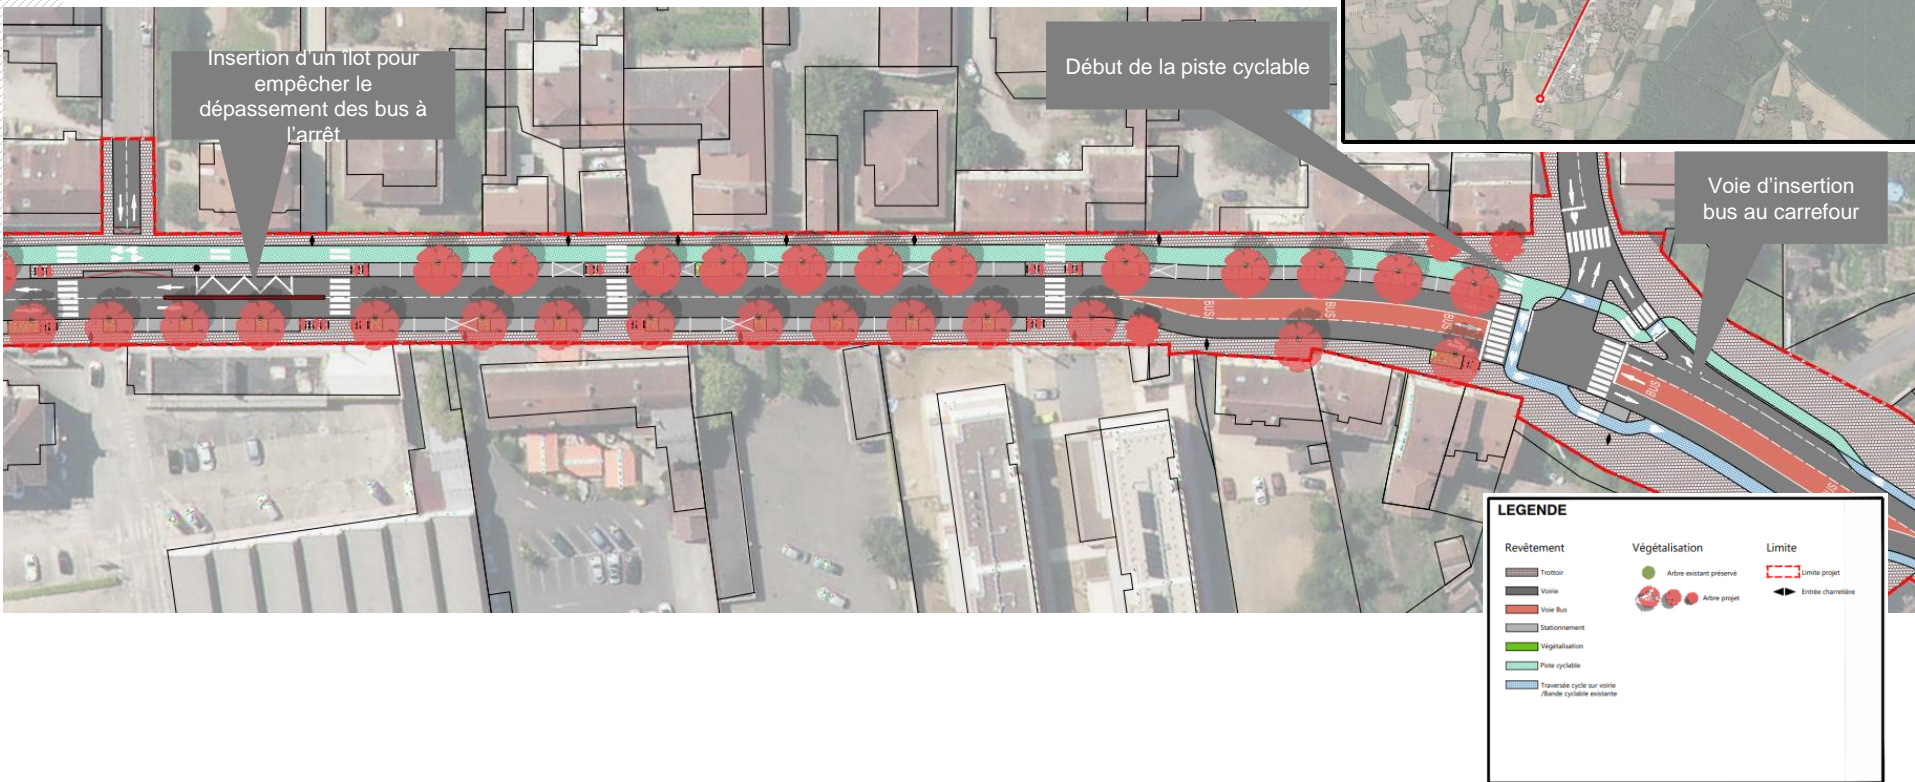 Insertion d'un îlot pour
empêcher le
dépassement des bus à
l'arrêt
Début de la piste cyclable
Voie d'insertion
bus au carrefour
BUS
BUS
BUS
BUS
BUS
LEGENDE
Revêtement
Trottoir
Voirie
Voie Bus
Stationnement
Végétalisation
Piste cyclable
Traversée cycle sur voirie
/Bande cyclable existante
Végétalisation
Arbre existant préservé
Arbre projet
Limite
Limite projet
Entrée charretière